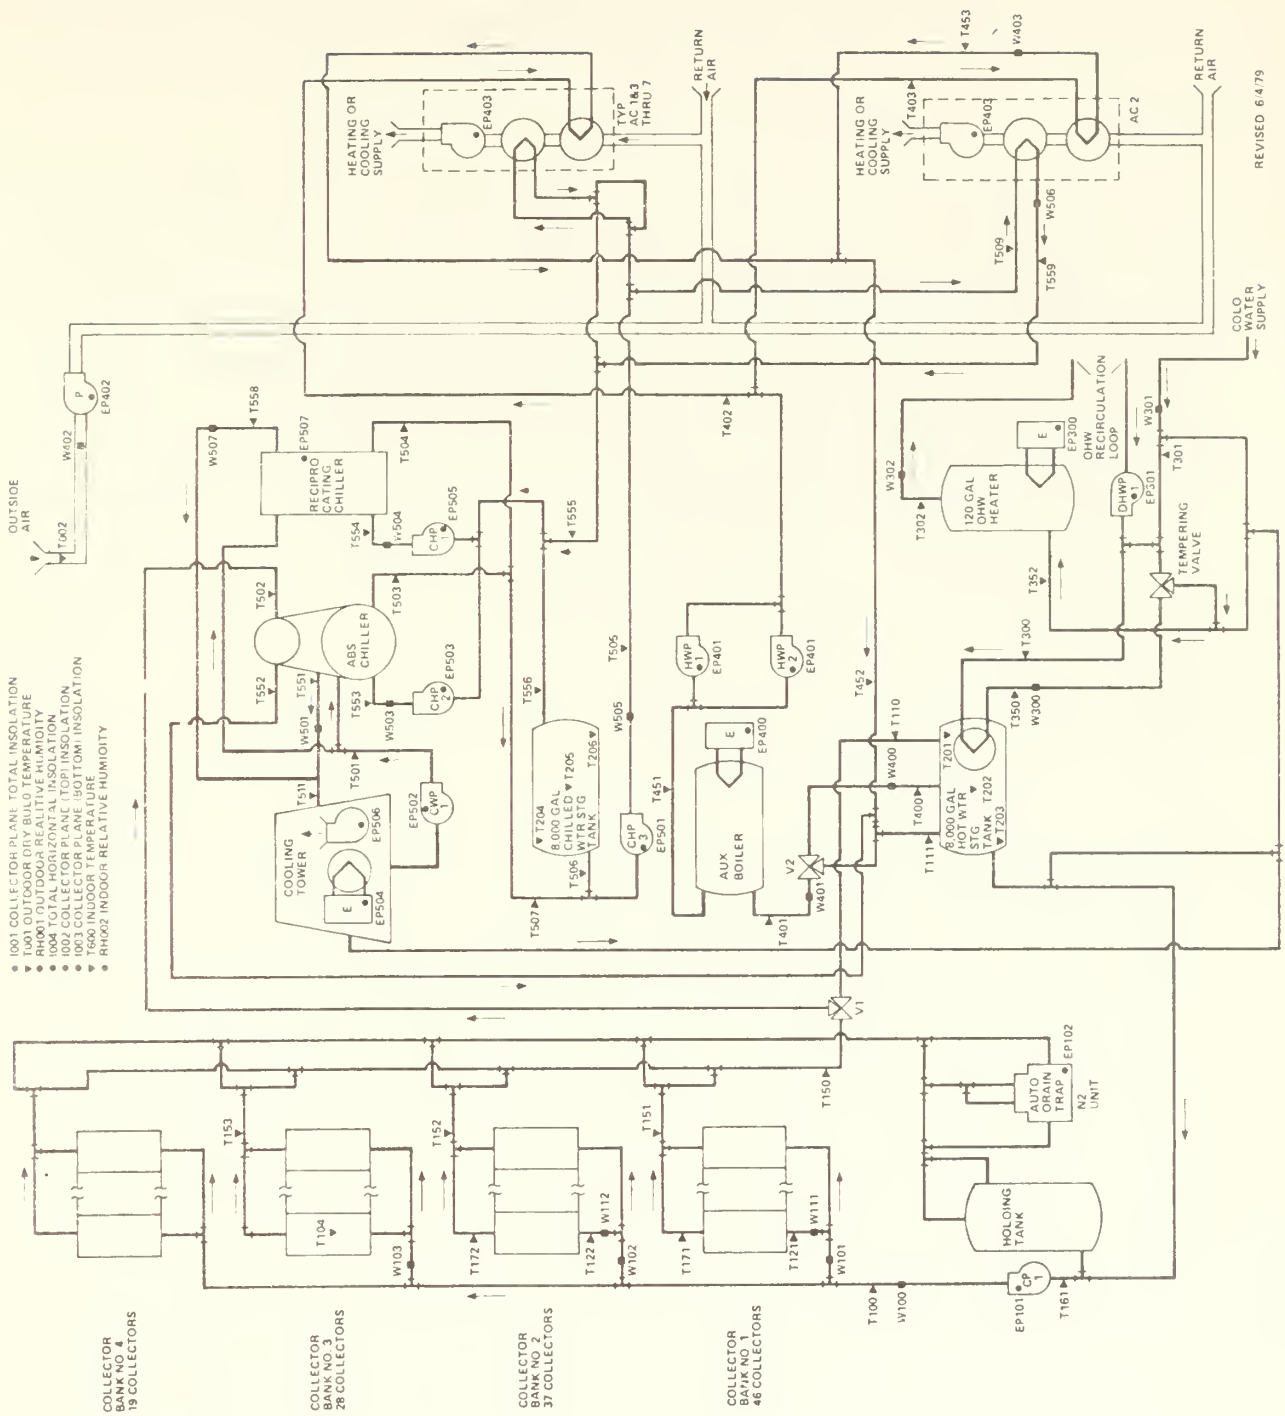 I001 COLLECTOR PLANE TOTAL INSOLATION
T001 OUTDOOR DRY BULB TEMPERATURE
RH001 OUTDOOR REALITIVE HUMIDITY
I004 TOTAL HORIZONTAL INSOLATION
I002 COLLECTOR PLANE (TOP) INSOLATION
I003 COLLECTOR PLANE (BOTTOM) INSOLATION
T600 INDOOR TEMPERATURE
RH002 INDOOR RELATIVE HUMIDITY
COLLECTOR
BANK NO 4
19 COLLECTORS
COLLECTOR
BANK NO. 3
28 COLLECTORS
COLLECTOR
BANK NO 2
37 COLLECTORS
COLLECTOR
BANK NO 1
46 COLLECTORS
T153
T104
W103
T152
T172
T122
W112
W102
T151
T171
T121
W111
W101
T150
T100
W100
EP101
CP
1
T161
HOLDING
TANK
AUTO
DRAIN
TRAP
EP102
N2
UNIT
V1
OUTSIDE
AIR
T002
W402
P
EP402
COOLING
TOWER
E
EP504
EP506
T511
T501
EP502
CWP
1
W501
T551
T552
T502
ABS
CHILLER
T553
W503
CHP
2
EP503
T503
W507
T558
EP507
RECIPRO
CATING
CHILLER
T554
W504
CHP
1
EP505
T504
T555
T556
T204
8,000 GAL
CHILLED
WTR STG
TANK
T205
T206
T506
T507
CHP
3
EP501
W505
T505
T402
HWP
1
EP401
HWP
2
EP401
T451
E
EP400
AUX
BOILER
T401
W401
V2
T452
T110
W400
T400
T111
T201
8,000 GAL
HOT WTR
STG
TANK
T202
T203
T350
W300
T300
TEMPERING
VALVE
T352
120 GAL
OHW
HEATER
T302
W302
E
EP300
OHW
RECIRCULATION
LOOP
DHWP
1
EP301
T301
W301
COLO
WATER
SUPPLY
HEATING OR
COOLING
SUPPLY
EP403
TYP
AC 1&3
THRU 7
RETURN
AIR
HEATING OR
COOLING
SUPPLY
T403
EP403
AC 2
T453
W403
RETURN
AIR
T509
W506
T559
REVISED 6/4/79